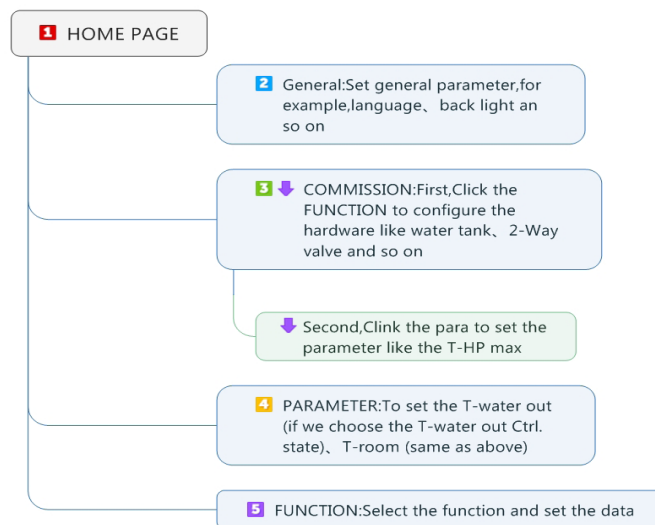 1 HOME PAGE
2 General:Set general parameter,for
example,language、back light an
so on
3 COMMISSION:First,Click the
FUNCTION to configure the
hardware like water tank、2-Way
valve and so on
Second,Clink the para to set the
parameter like the T-HP max
4 PARAMETER:To set the T-water out
(if we choose the T-water out Ctrl.
state)、T-room (same as above)
5 FUNCTION:Select the function and set the data